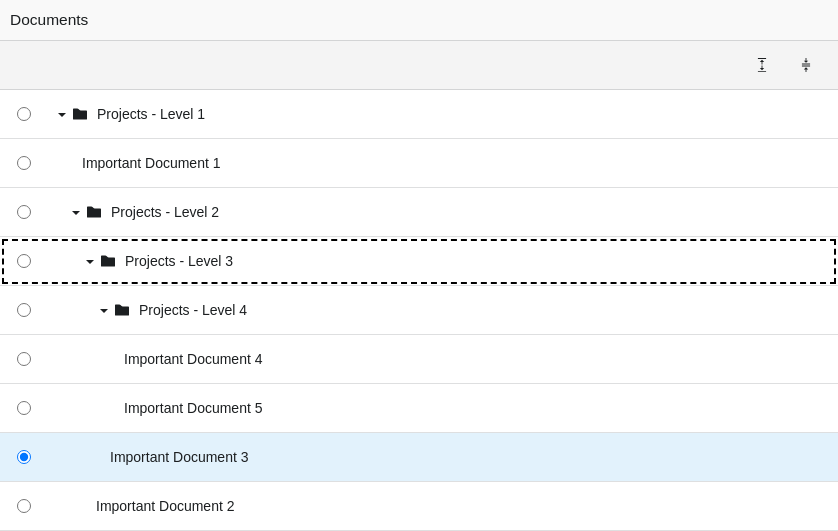 Documents
Projects - Level 1
Important Document 1
Projects - Level 2
Projects - Level 3
Projects - Level 4
Important Document 4
Important Document 5
Important Document 3
Important Document 2